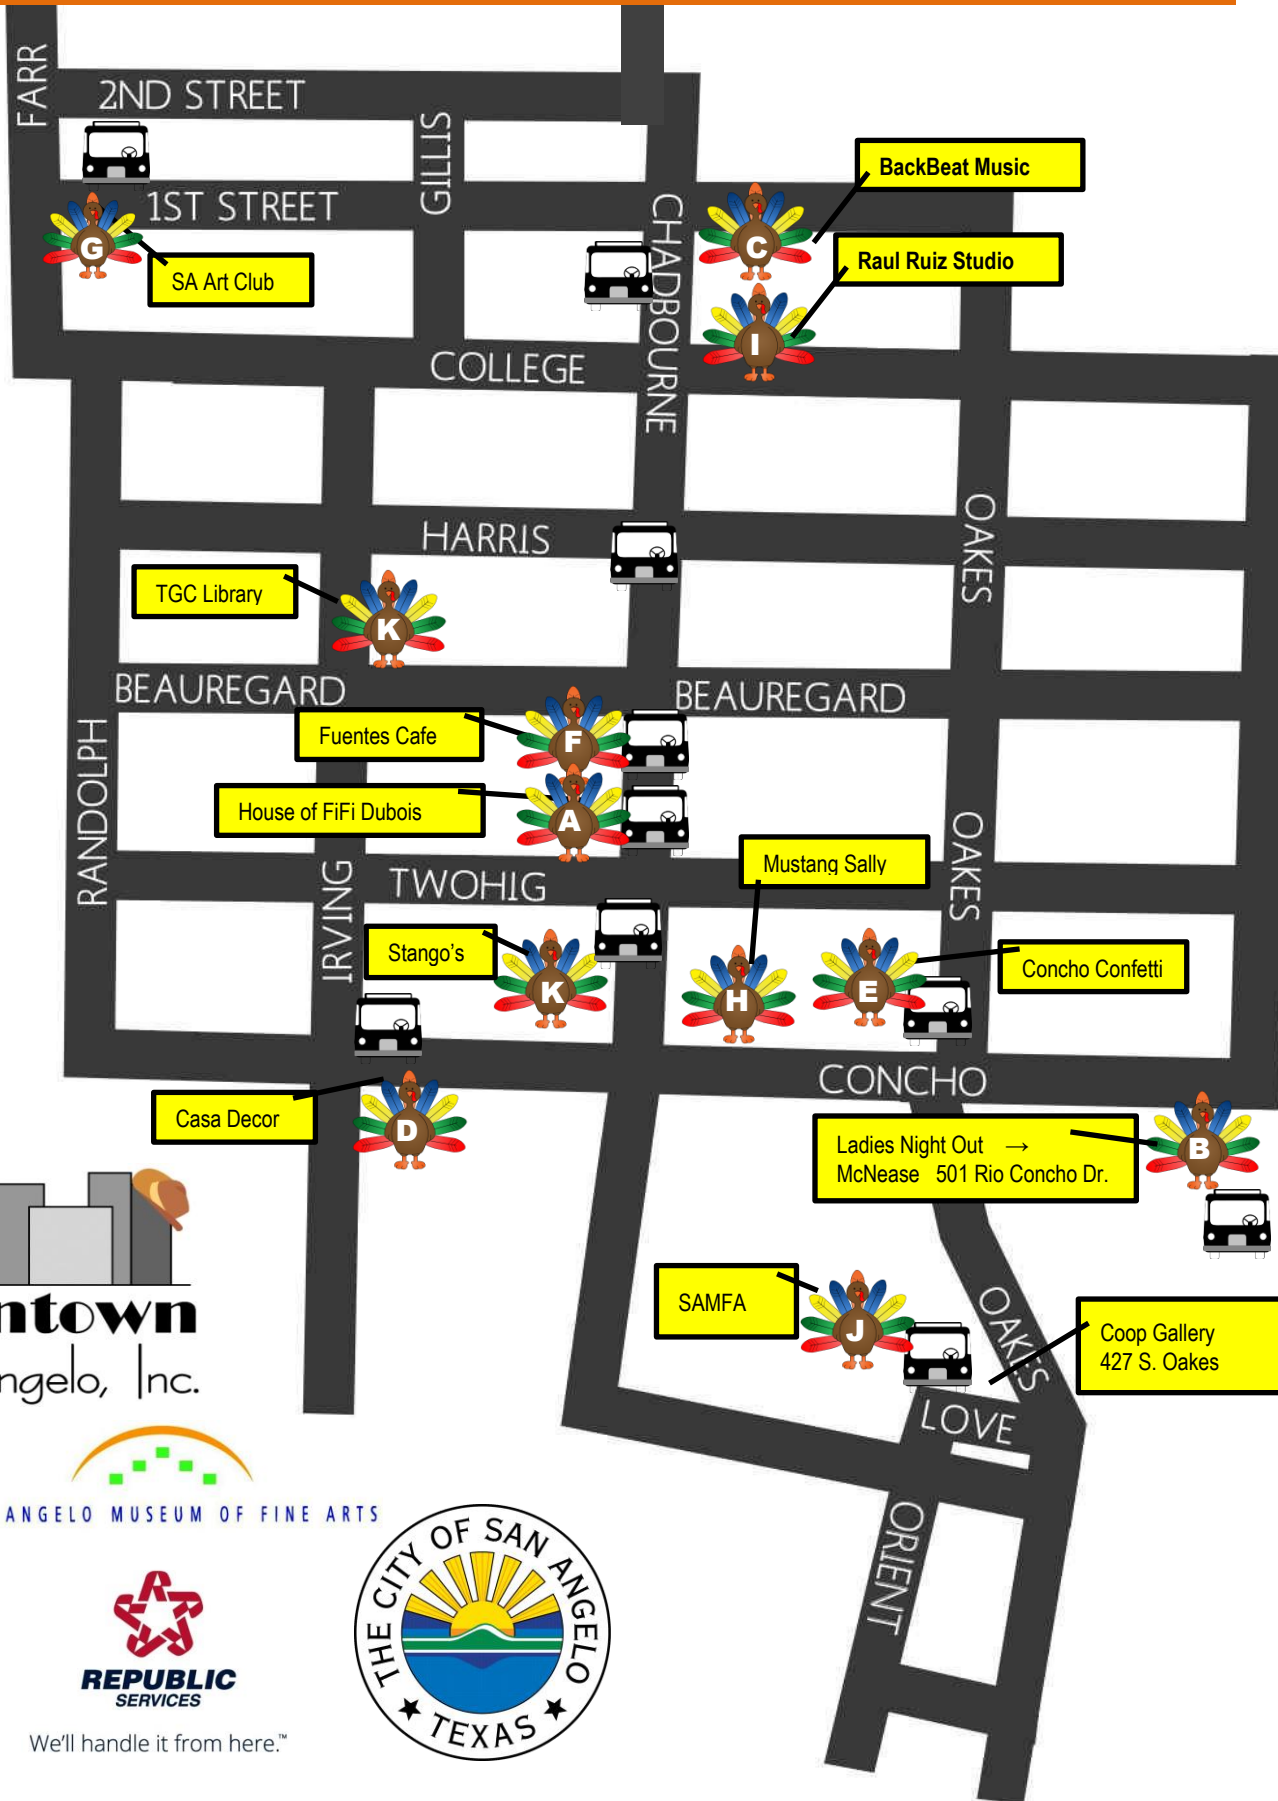 FARR
2ND STREET
GILLIS
BackBeat Music
1ST STREET
G
SA Art Club
CHADBOURNE
C
Raul Ruiz Studio
I
COLLEGE
HARRIS
OAKES
TGC Library
K
BEAUREGARD
BEAUREGARD
RANDOLPH
Fuentes Cafe
F
House of FiFi Dubois
A
OAKES
Mustang Sally
TWOHIG
IRVING
Stango's
K
H
E
Concho Confetti
CONCHO
Casa Decor
D
Ladies Night Out →
McNease 501 Rio Concho Dr.
B
SAMFA
J
OAKES
Coop Gallery
427 S. Oakes
LOVE
ORIENT
ntown
ngelo, Inc.
ANGELO MUSEUM OF FINE ARTS
REPUBLIC
SERVICES
We'll handle it from here.™
THE CITY OF SAN ANGELO
TEXAS